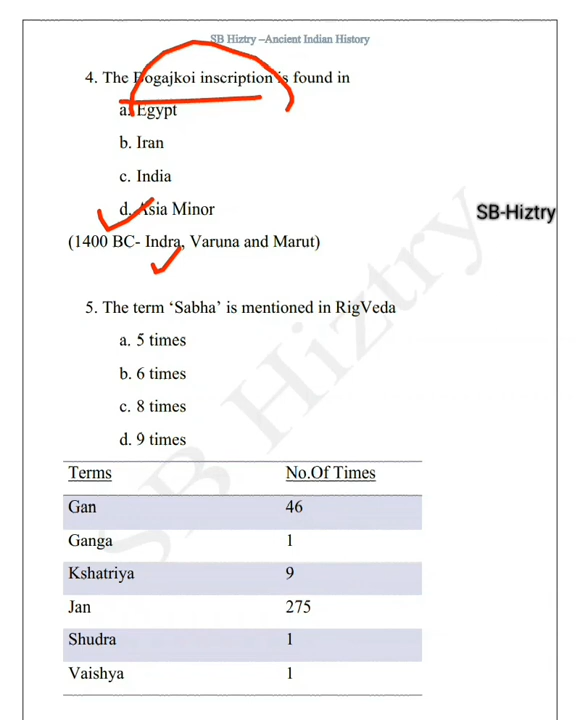 SB Hiztry –Ancient Indian History
4. The Bogajkoi inscription is found in
a. Egypt
b. Iran
c. India
d. Asia Minor
SB-Hiztry
(1400 BC- Indra, Varuna and Marut)
5. The term ‘Sabha’ is mentioned in RigVeda
a. 5 times
b. 6 times
c. 8 times
d. 9 times
Terms No.Of Times
Gan 46
Ganga 1
Kshatriya 9
Jan 275
Shudra 1
Vaishya 1
SB Hiztry